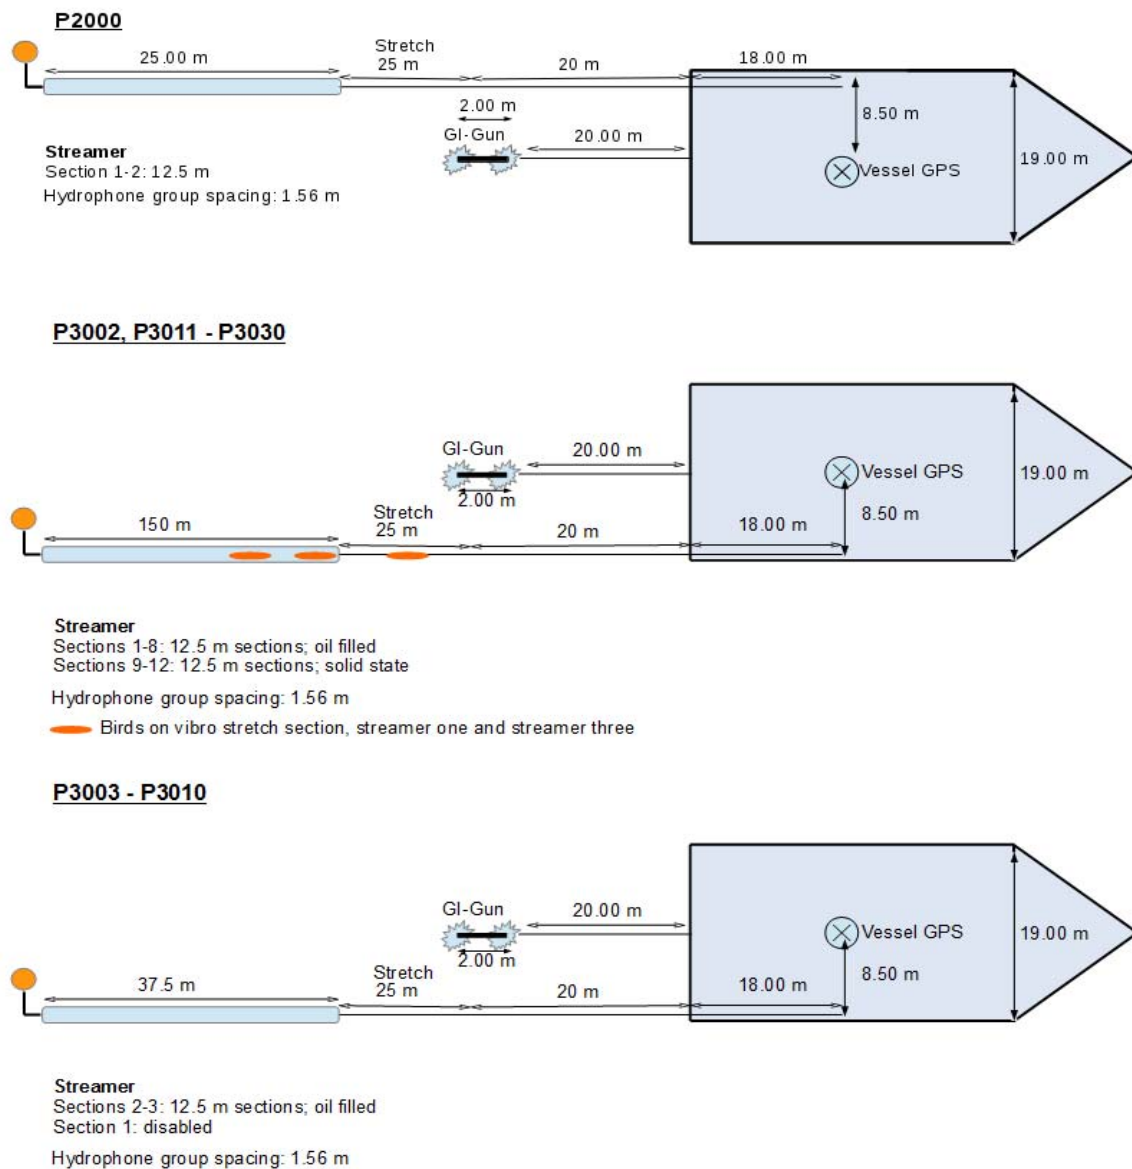 P2000
Stretch
25.00 m
25 m
20 m
18.00 m
2.00 m
8.50 m
GI-Gun
20.00 m
Streamer
Section 1-2: 12.5 m
Hydrophone group spacing: 1.56 m
Vessel GPS
19.00 m
P3002, P3011 - P3030
GI-Gun
20.00 m
Vessel GPS
19.00 m
2.00 m
Stretch
150 m
25 m
20 m
18.00 m
8.50 m
Streamer
Sections 1-8: 12.5 m sections; oil filled
Sections 9-12: 12.5 m sections; solid state
Hydrophone group spacing: 1.56 m
Birds on vibro stretch section, streamer one and streamer three
P3003 - P3010
GI-Gun
20.00 m
Vessel GPS
19.00 m
2.00 m
Stretch
37.5 m
25 m
20 m
18.00 m
8.50 m
Streamer
Sections 2-3: 12.5 m sections; oil filled
Section 1: disabled
Hydrophone group spacing: 1.56 m